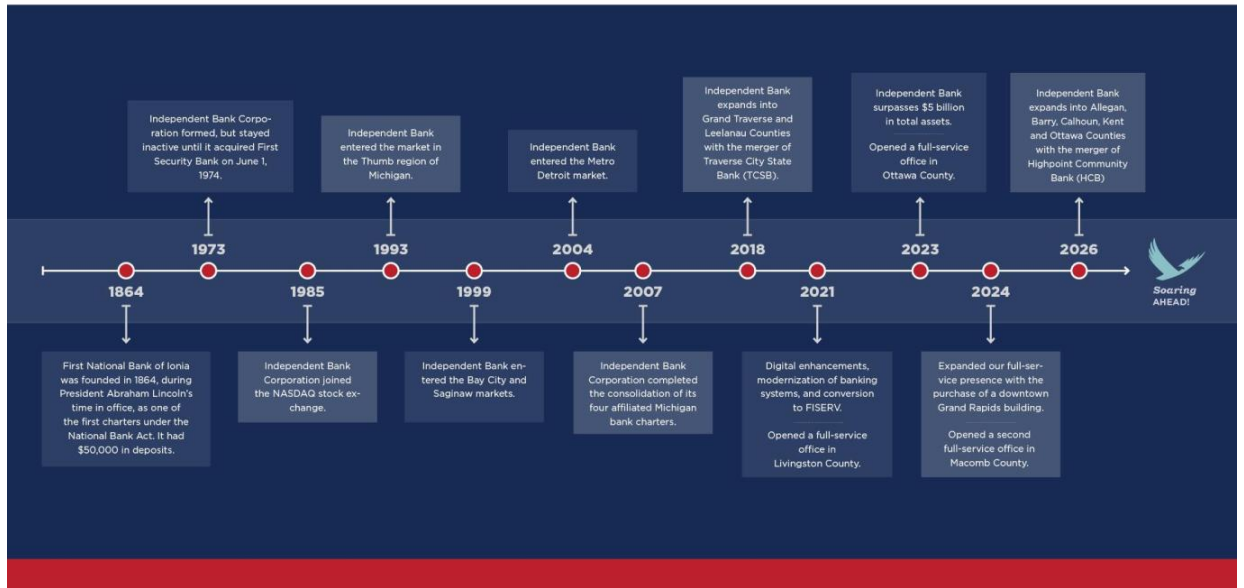 Independent Bank Corpo-
ration formed, but stayed
inactive until it acquired First
Security Bank on June 1,
1974.
Independent Bank
entered the market in
the Thumb region of
Michigan.
Independent Bank
entered the Metro
Detroit market.
Independent Bank
expands into
Grand Traverse and
Leelanau Counties
with the merger of
Traverse City State
Bank (TCSB).
Independent Bank
surpasses $5 billion
in total assets.
Opened a full-service
office in
Ottawa County.
Independent Bank
expands into Allegan,
Barry, Calhoun, Kent
and Ottawa Counties
with the merger of
Highpoint Community
Bank (HCB)
1973
1993
2004
2018
2023
2026
1864
1985
1999
2007
2021
2024
Soaring
AHEAD!
First National Bank of Ionia
was founded in 1864, during
President Abraham Lincoln's
time in office, as one of
the first charters under the
National Bank Act. It had
$50,000 in deposits.
Independent Bank
Corporation joined
the NASDAQ stock ex-
change.
Independent Bank en-
tered the Bay City and
Saginaw markets.
Independent Bank
Corporation completed
the consolidation of its
four affiliated Michigan
bank charters.
Digital enhancements,
modernization of banking
systems, and conversion
to FISERV.
Opened a full-service
office in
Livingston County.
Expanded our full-ser-
vice presence with the
purchase of a downtown
Grand Rapids building.
Opened a second
full-service office in
Macomb County.